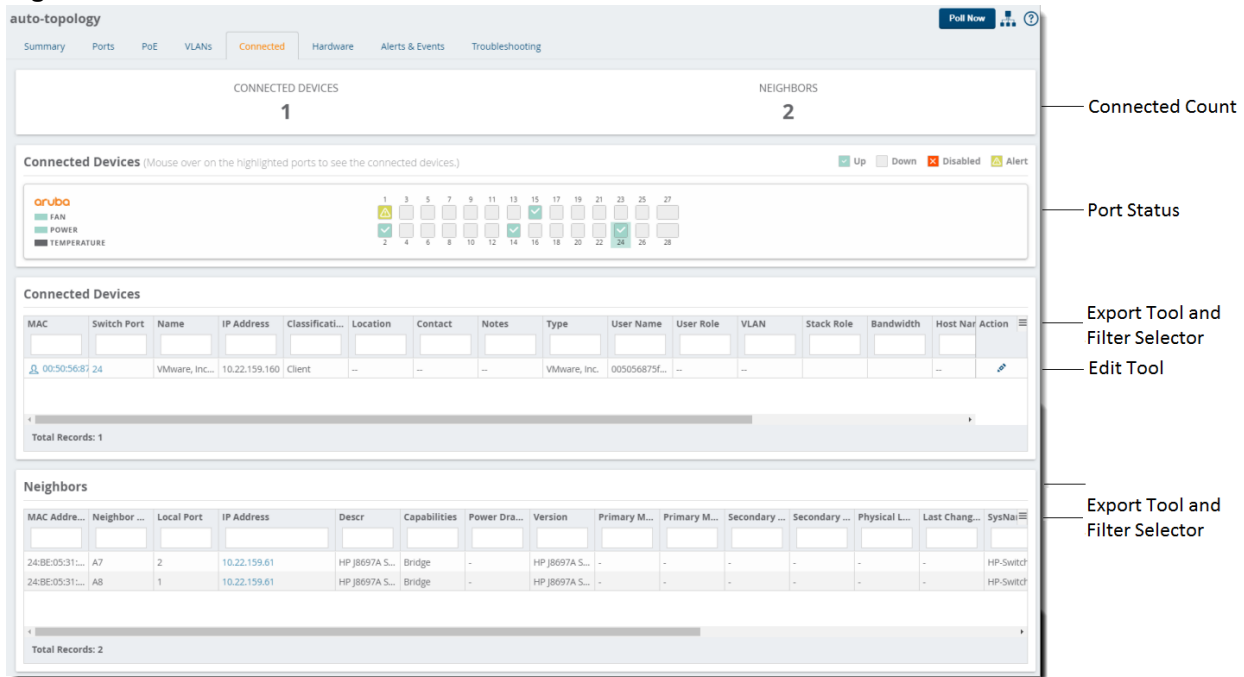 auto-topology
Poll Now
Summary Ports PoE VLANs Connected Hardware Alerts & Events Troubleshooting
CONNECTED DEVICES NEIGHBORS
1 2
Connected Count
Connected Devices (Mouse over on the highlighted ports to see the connected devices.) Up Down Disabled Alert
aruba
FAN
POWER
TEMPERATURE
1 3 5 7 9 11 13 15 17 19 21 23 25 27
2 4 6 8 10 12 14 16 18 20 22 24 26 28
Port Status
Connected Devices
MAC Switch Port Name IP Address Classificati... Location Contact Notes Type User Name User Role VLAN Stack Role Bandwidth Host Nar Action
Export Tool and
Filter Selector
00:50:56:87 24 VMware, Inc... 10.22.159.160 Client -- -- -- VMware, Inc. 005056875f... -- -- --
Edit Tool
Total Records: 1
Neighbors
MAC Addre... Neighbor ... Local Port IP Address Descr Capabilities Power Dra... Version Primary M... Primary M... Secondary ... Secondary ... Physical L... Last Chang... SysNa
Export Tool and
Filter Selector
24:BE:05:31:... A7 2 10.22.159.61 HP J8697A S... Bridge - HP J8697A S... - - - - - - HP-Switch
24:BE:05:31:... A8 1 10.22.159.61 HP J8697A S... Bridge - HP J8697A S... - - - - - - HP-Switch
Total Records: 2